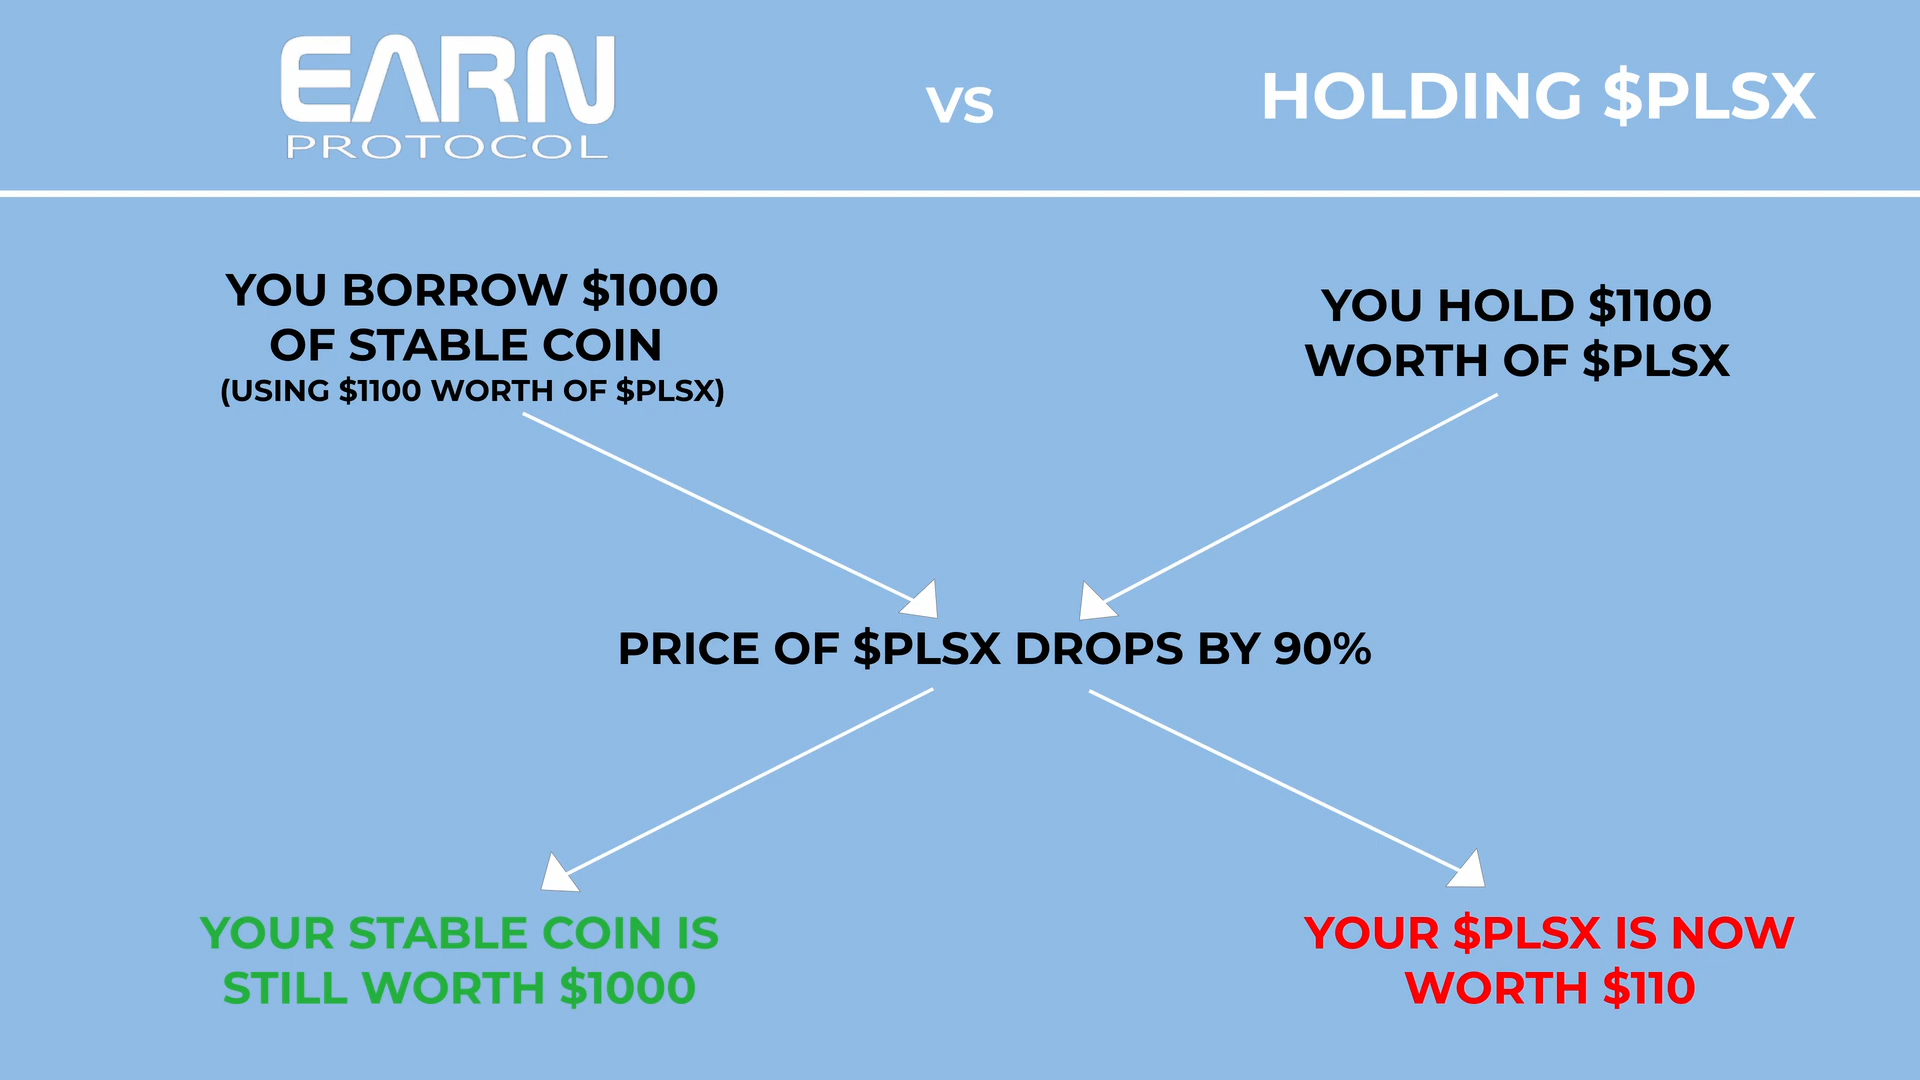 EARN
PROTOCOL
VS
HOLDING $PLSX
YOU BORROW $1000
OF STABLE COIN
(USING $1100 WORTH OF $PLSX)
YOU HOLD $1100
WORTH OF $PLSX
PRICE OF $PLSX DROPS BY 90%
YOUR STABLE COIN IS
STILL WORTH $1000
YOUR $PLSX IS NOW
WORTH $110